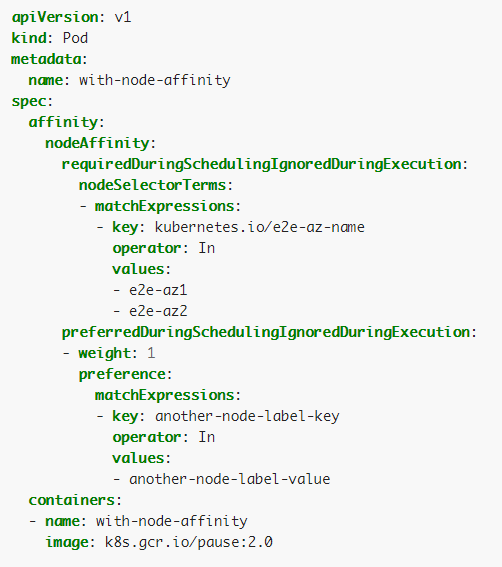 apiVersion: v1
kind: Pod
metadata:
  name: with-node-affinity
spec:
  affinity:
    nodeAffinity:
      requiredDuringSchedulingIgnoredDuringExecution:
        nodeSelectorTerms:
        - matchExpressions:
          - key: kubernetes.io/e2e-az-name
            operator: In
            values:
            - e2e-az1
            - e2e-az2
      preferredDuringSchedulingIgnoredDuringExecution:
      - weight: 1
        preference:
          matchExpressions:
          - key: another-node-label-key
            operator: In
            values:
            - another-node-label-value
  containers:
  - name: with-node-affinity
    image: k8s.gcr.io/pause:2.0